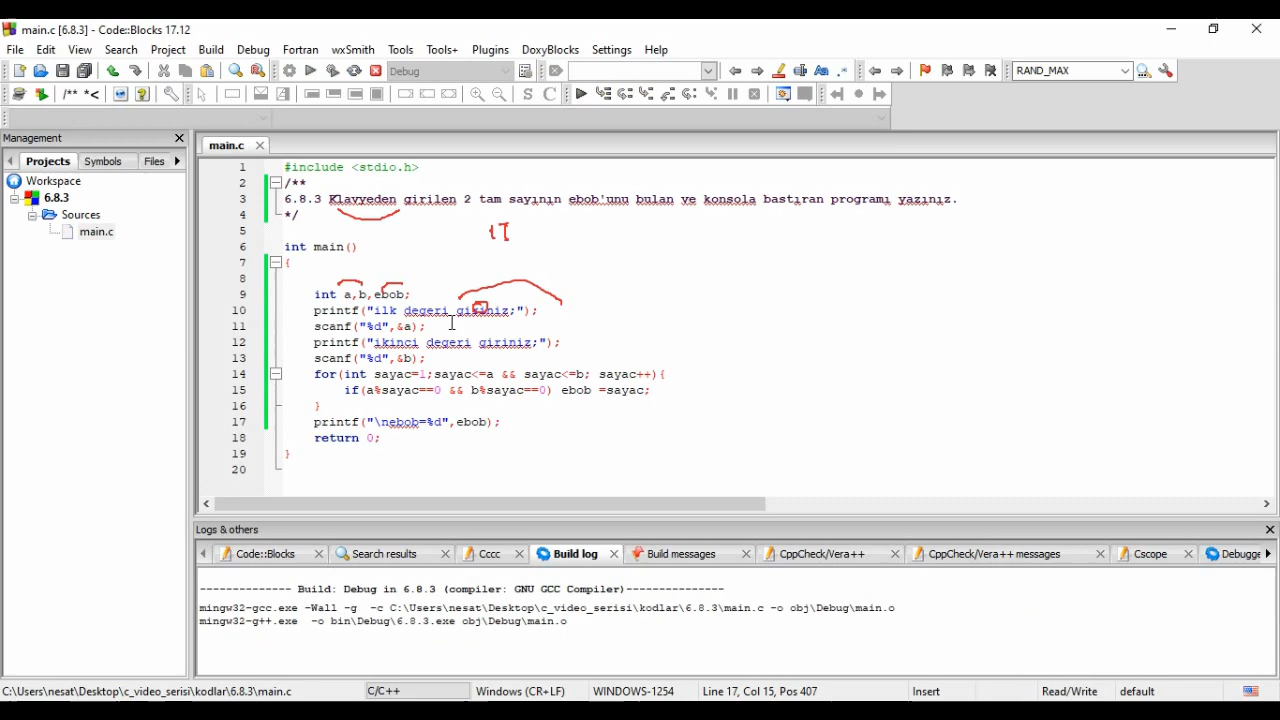 main.c [6.8.3] - Code::Blocks 17.12
File Edit View Search Project Build Debug Fortran wxSmith Tools Tools+ Plugins DoxyBlocks Settings Help
Debug RAND_MAX
/** *< S C Aa .*
Management
main.c
Projects Symbols Files
Workspace
6.8.3
Sources
main.c
1 #include <stdio.h>
2 /**
3 6.8.3 Klavyeden girilen 2 tam sayının ebob'unu bulan ve konsola bastıran programı yazınız.
4 */
5
17
6 int main()
7 {
8
9 int a,b,ebob;
10 printf("ilk degeri giriniz;");
11 scanf("%d",&a);
12 printf("ikinci degeri giriniz;");
13 scanf("%d",&b);
14 for(int sayac=1;sayac<=a && sayac<=b; sayac++){
15 if(a%sayac==0 && b%sayac==0) ebob =sayac;
16 }
17 printf("\nebob=%d",ebob);
18 return 0;
19 }
20
Logs & others
Code::Blocks Search results Cccc Build log Build messages CppCheck/Vera++ CppCheck/Vera++ messages Cscope Debugge
-------------- Build: Debug in 6.8.3 (compiler: GNU GCC Compiler)---------------
mingw32-gcc.exe -Wall -g -c C:\Users\nesat\Desktop\c_video_serisi\kodlar\6.8.3\main.c -o obj\Debug\main.o
mingw32-g++.exe -o bin\Debug\6.8.3.exe obj\Debug\main.o
C:\Users\nesat\Desktop\c_video_serisi\kodlar\6.8.3\main.c C/C++ Windows (CR+LF) WINDOWS-1254 Line 17, Col 15, Pos 407 Insert Read/Write default